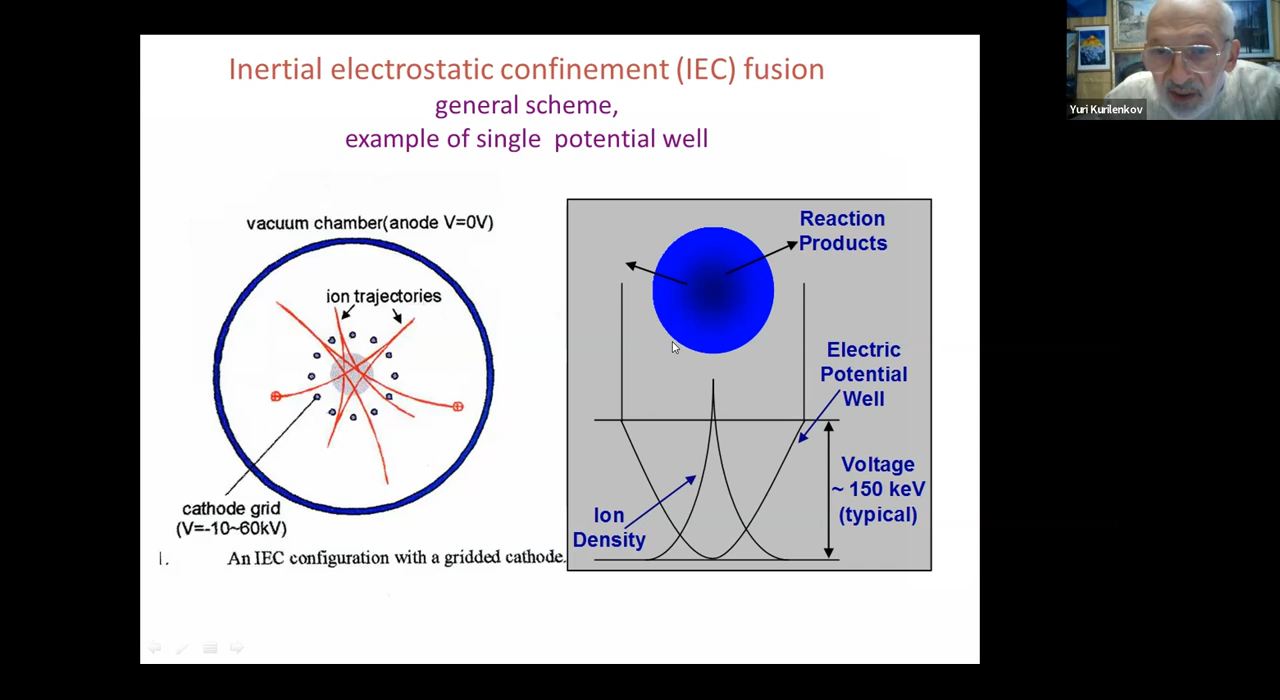 Inertial electrostatic confinement (IEC) fusion
general scheme,
example of single potential well
vacuum chamber(anode V=0V)
ion trajectories
cathode grid
(V=-10~60kV)
1. An IEC configuration with a gridded cathode.
Reaction
Products
Electric
Potential
Well
Voltage
~ 150 keV
(typical)
Ion
Density
Yuri Kurilenkov